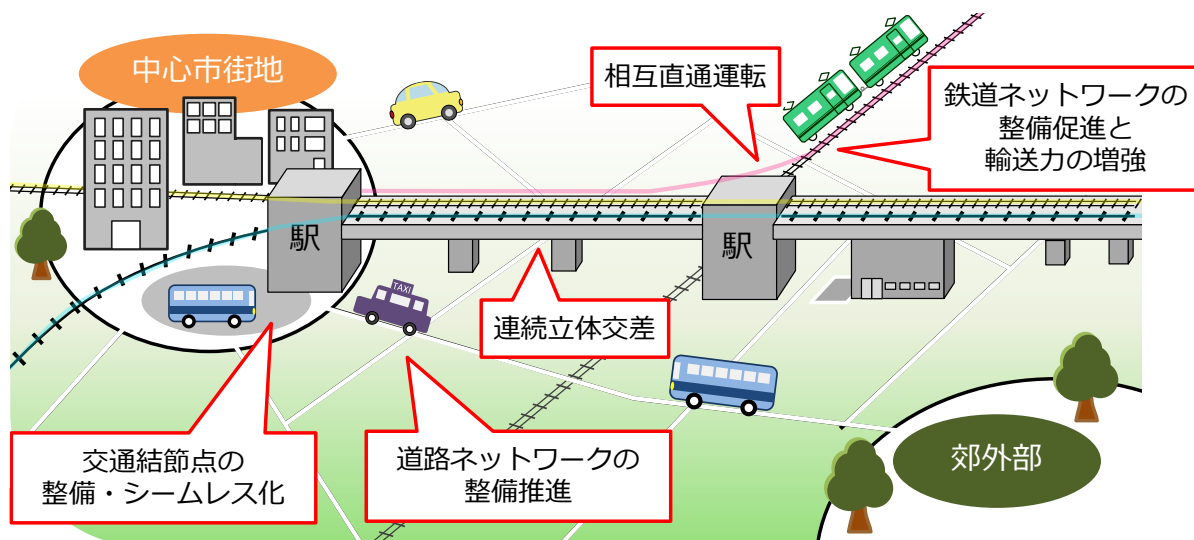 中心市街地
相互直通運転
鉄道ネットワークの
整備促進と
輸送力の増強
駅
駅
TAXI
連続立体交差
交通結節点の
整備・シームレス化
道路ネットワークの
整備推進
郊外部